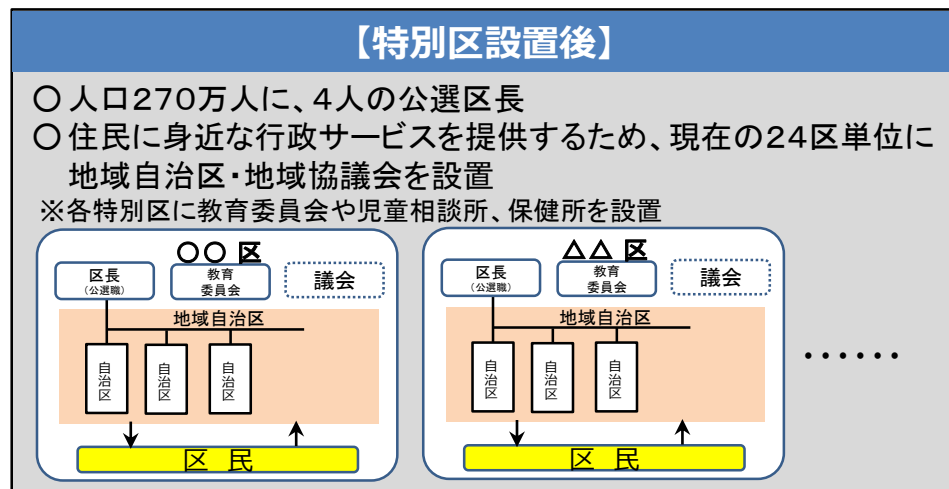 【特別区設置後】
〇人口270万人に、4人の公選区長
〇住民に身近な行政サービスを提供するため、現在の24区単位に
地域自治区・地域協議会を設置
※各特別区に教育委員会や児童相談所、保健所を設置
〇〇 区
区長
(公選職)
教育
委員会
議会
地域自治区
自治区
自治区
自治区
区 民
△△ 区
区長
(公選職)
教育
委員会
議会
地域自治区
自治区
自治区
自治区
区 民
・・・・・・